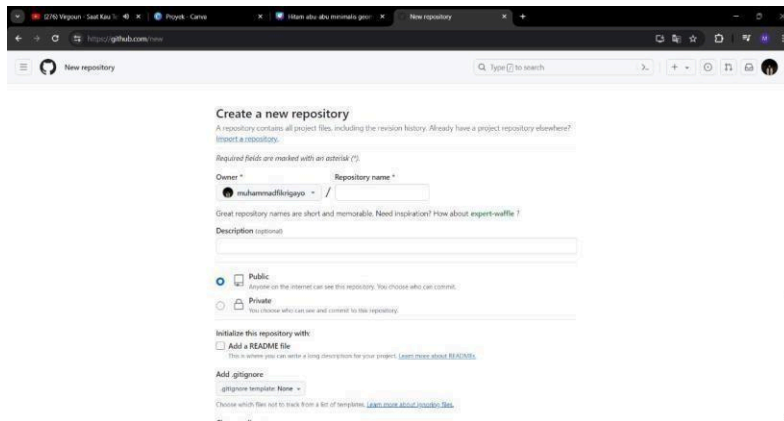 (276) Virgoun - Saat Kau T
Proyek - Canva
Hitam abu abu minimalis geor
New repository
https://github.com/new
New repository
Type / to search
Create a new repository
A repository contains all project files, including the revision history. Already have a project repository elsewhere?
Import a repository.
Required fields are marked with an asterisk (*).
Owner * Repository name *
muhammadfikrigayo /
Great repository names are short and memorable. Need inspiration? How about expert-waffle ?
Description (optional)
Public
Anyone on the internet can see this repository. You choose who can commit.
Private
You choose who can see and commit to this repository.
Initialize this repository with:
Add a README file
This is where you can write a long description for your project. Learn more about READMEs.
Add .gitignore
.gitignore template: None
Choose which files not to track from a list of templates. Learn more about ignoring files.